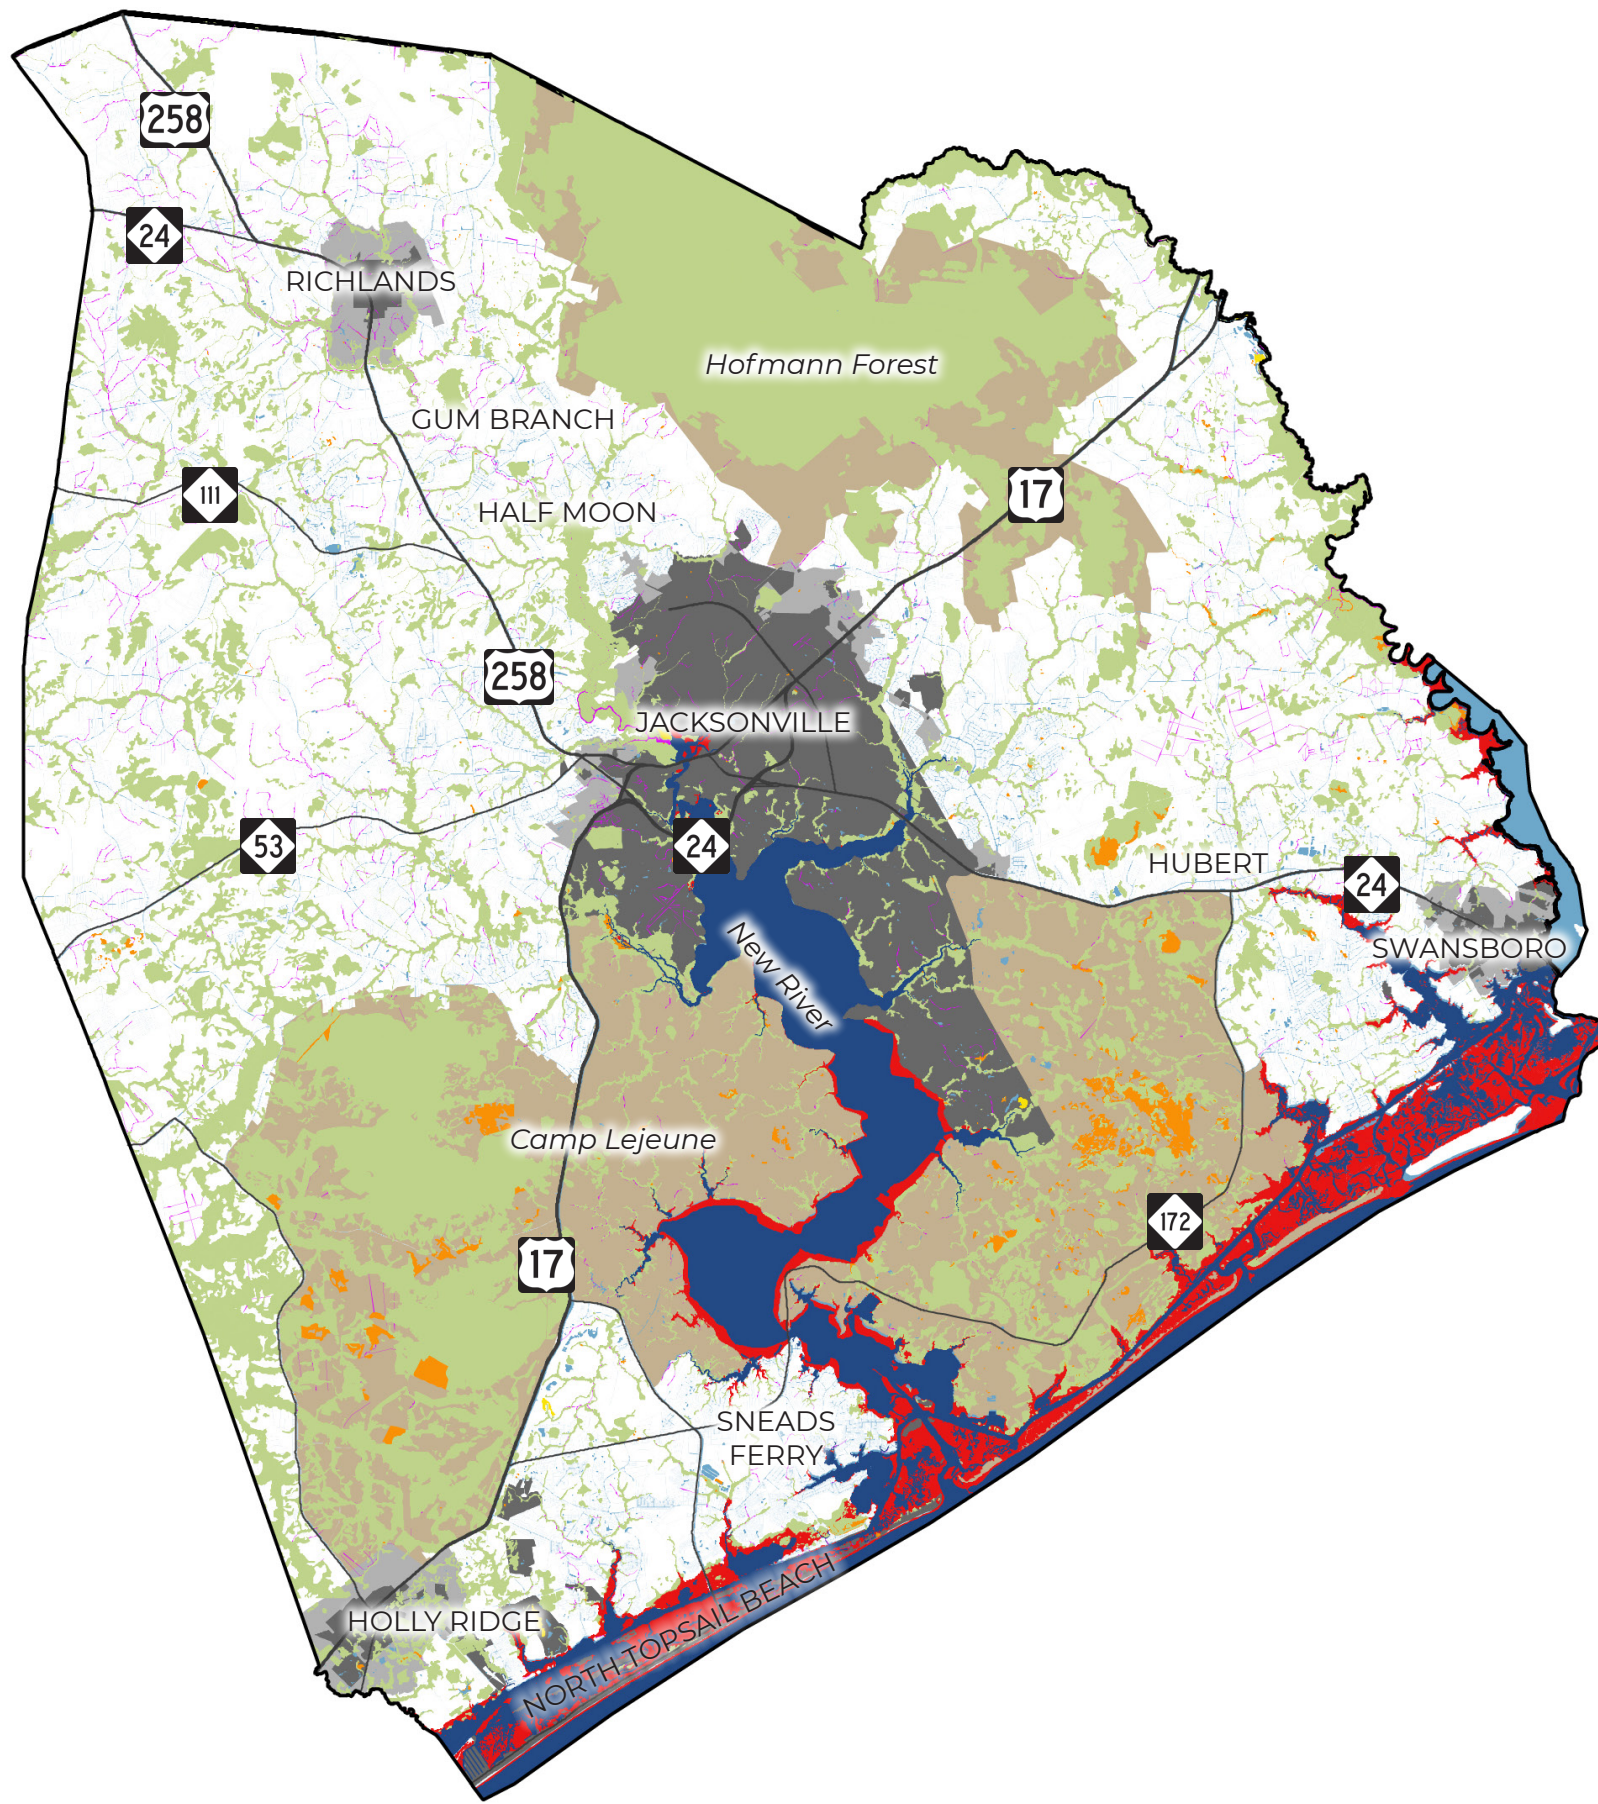 258
24
RICHLANDS
Hofmann Forest
GUM BRANCH
111
17
HALF MOON
258
JACKSONVILLE
53
24
HUBERT
24
SWANSBORO
New River
Camp Lejeune
172
17
SNEADS
FERRY
HOLLY RIDGE
NORTH TOPSAIL BEACH